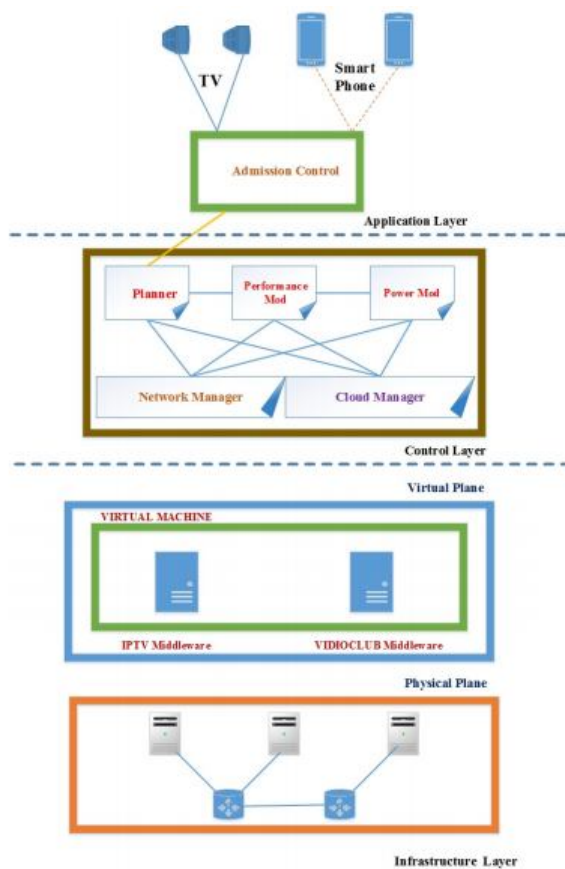 TV
Smart
Phone
Admission Control
Application Layer
Planner
Performance
Mod
Power Mod
Network Manager
Cloud Manager
Control Layer
Virtual Plane
VIRTUAL MACHINE
IPTV Middleware
VIDIOCLUB Middleware
Physical Plane
Infrastructure Layer